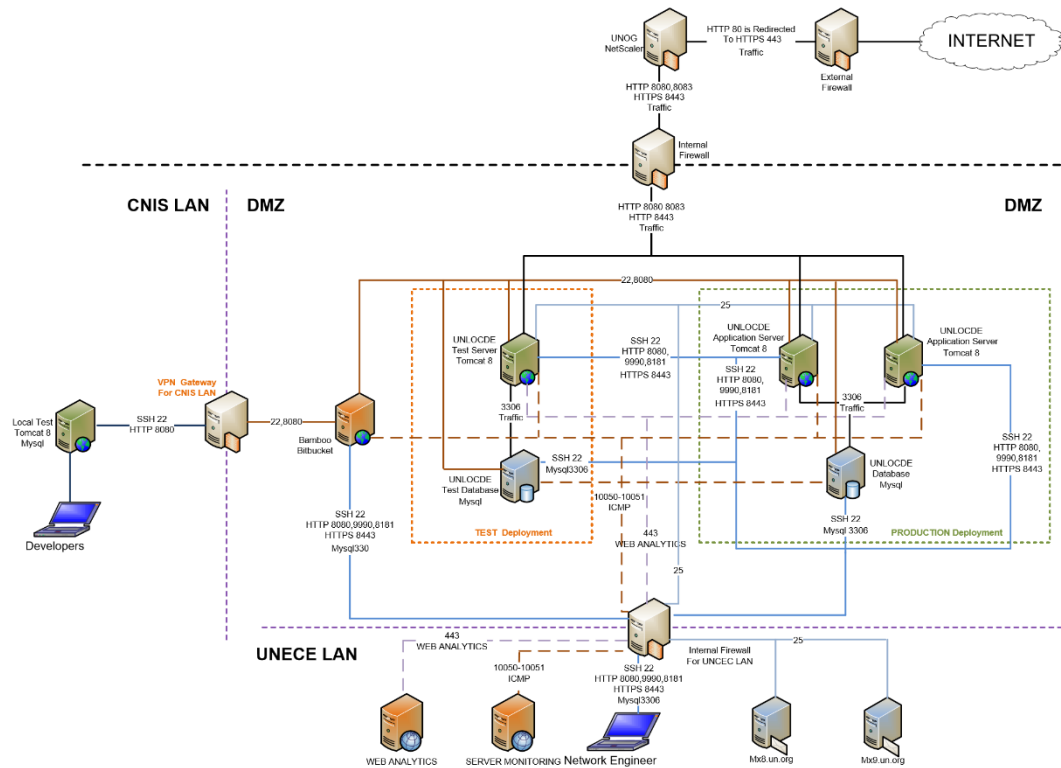 UNOG
NetScaler
HTTP 80 is Redirected
To HTTPS 443
Traffic
External
Firewall
INTERNET
HTTP 8080,8083
HTTPS 8443
Traffic
Internal
Firewall
CNIS LAN
DMZ
DMZ
HTTP 8080 8083
HTTP 8443
Traffic
22,8080
22,8080
25
UNLOCDE
Test Server
Tomcat 8
SSH 22
HTTP 8080,
9990,8181
HTTPS 8443
UNLOCDE
Application Server
Tomcat 8
SSH 22
HTTP 8080,
9990,8181
HTTPS 8443
UNLOCDE
Application Server
Tomcat 8
VPN Gateway
For CNIS LAN
Local Test
Tomcat 8
Mysql
SSH 22
HTTP 8080
Bamboo
Bitbucket
3306
Traffic
3306
Traffic
SSH 22
HTTP 8080,
9990,8181
HTTPS 8443
SSH 22
Mysql3306
UNLOCDE
Test Database
Mysql
UNLOCDE
Database
Mysql
10050-10051
ICMP
Developers
SSH 22
HTTP 8080,9990,8181
HTTPS 8443
Mysql330
TEST Deployment
443
WEB ANALYTICS
SSH 22
Mysql 3306
PRODUCTION Deployment
25
UNECE LAN
443
WEB ANALYTICS
10050-10051
ICMP
SSH 22
HTTP 8080,9990,8181
HTTPS 8443
Mysql3306
Internal Firewall
For UNCEC LAN
25
WEB ANALYTICS
SERVER MONITORING
Network Engineer
Mx8.un.org
Mx9.un.org